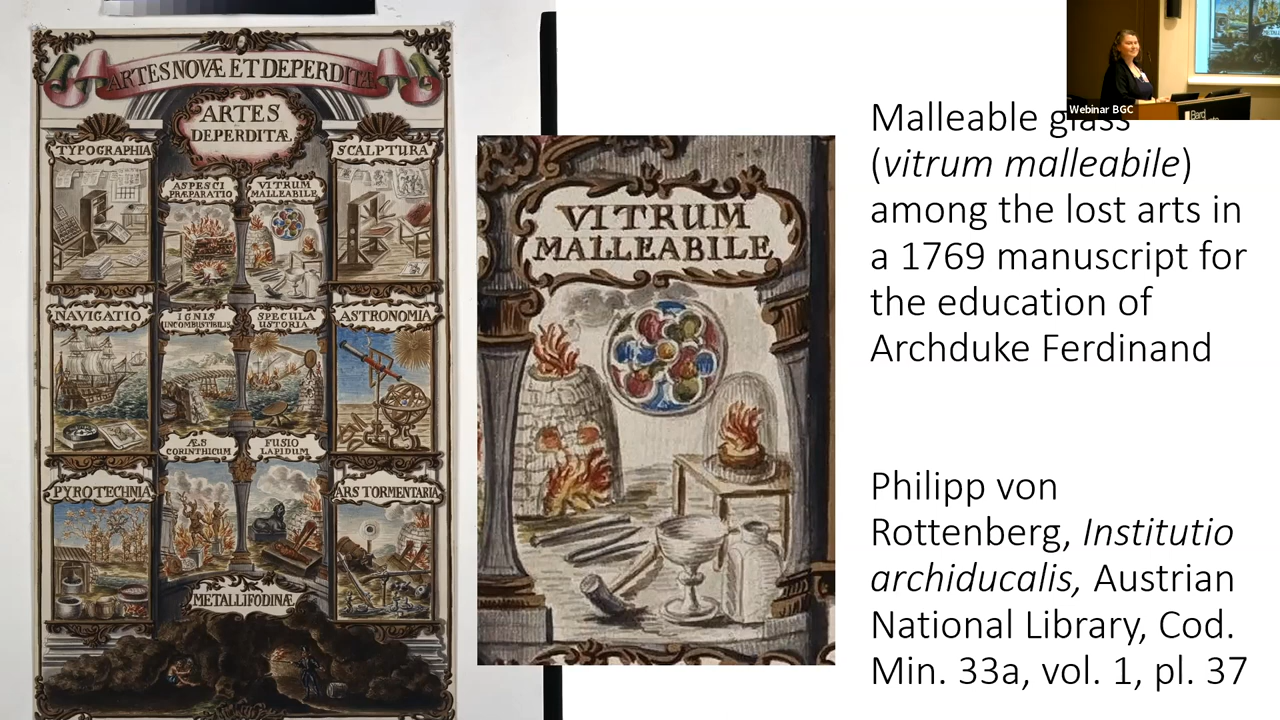 ARTES NOVÆ ET DEPERDITÆ
ARTES
DEPERDITÆ.
TYPOGRAPHIA
SCALPTURA
ASPESCI
PRÆPARATIO
VITRUM
MALLEABILE
NAVIGATIO
IGNIS
INCOMBUSTIBILIS
SPECULA
USTORIA
ASTRONOMIA
ÆS
CORINTHICUM
FUSIO
LAPIDUM
PYROTECHNIA
ARS TORMENTARIA
METALLIFODINÆ
VITRUM
MALLEABILE
Malleable glass
(vitrum malleabile)
among the lost arts in
a 1769 manuscript for
the education of
Archduke Ferdinand
Philipp von
Rottenberg, Institutio
archiducalis, Austrian
National Library, Cod.
Min. 33a, vol. 1, pl. 37
Webinar BGC
Bard